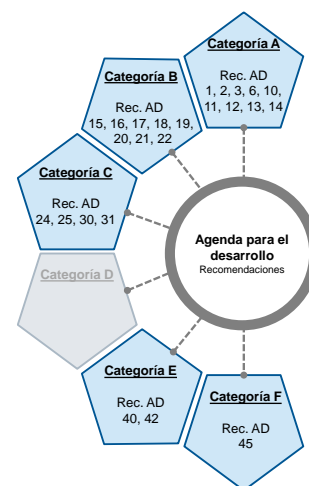 Categoría A
Rec. AD
1, 2, 3, 6, 10,
11, 12, 13, 14
Categoría B
Rec. AD
15, 16, 17, 18, 19,
20, 21, 22
Categoría C
Rec. AD
24, 25, 30, 31
Agenda para el
desarrollo
Recomendaciones
Categoría D
Categoría E
Rec. AD
40, 42
Categoría F
Rec. AD
45